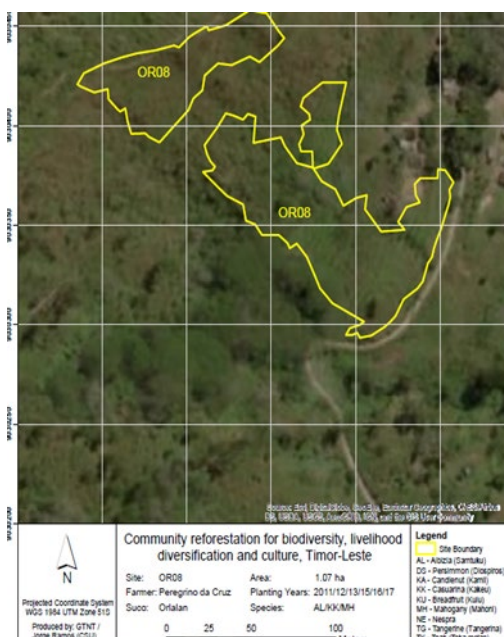 OR08
OR08
Community reforestation for biodiversity, livelihood
diversification and culture, Timor-Leste
Site: OR08 Area: 1.07 ha
Farmer: Peregrino da Cruz Planting Years: 2011/12/13/15/16/17
Suco: Orlalan Species: AL/KK/MH
0 25 50 100
N
Projected Coordinate System
WGS 1984 UTM Zone 51S
Produced by: GTNT /
Jorge Ramos (CSU)
Legend
Site Boundary
AL - Albizia (Samtuku)
DS - Persimmon (Diospiros)
KA - Candlenut (Kamii)
KK - Casuarina (Kakeu)
KU - Breadfruit (Kulu)
MH - Mahogany (Mahoni)
NE - Nespra
TG - Tangerine (Tangerina)